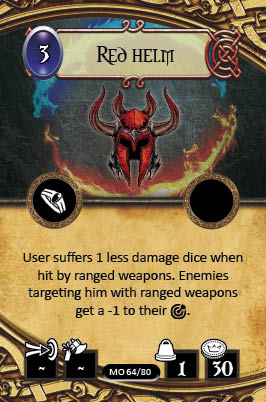 3
RED HELM
User suffers 1 less damage dice when
hit by ranged weapons. Enemies
targeting him with ranged weapons
get a -1 to their
~ ~ MO 64/80 1 30